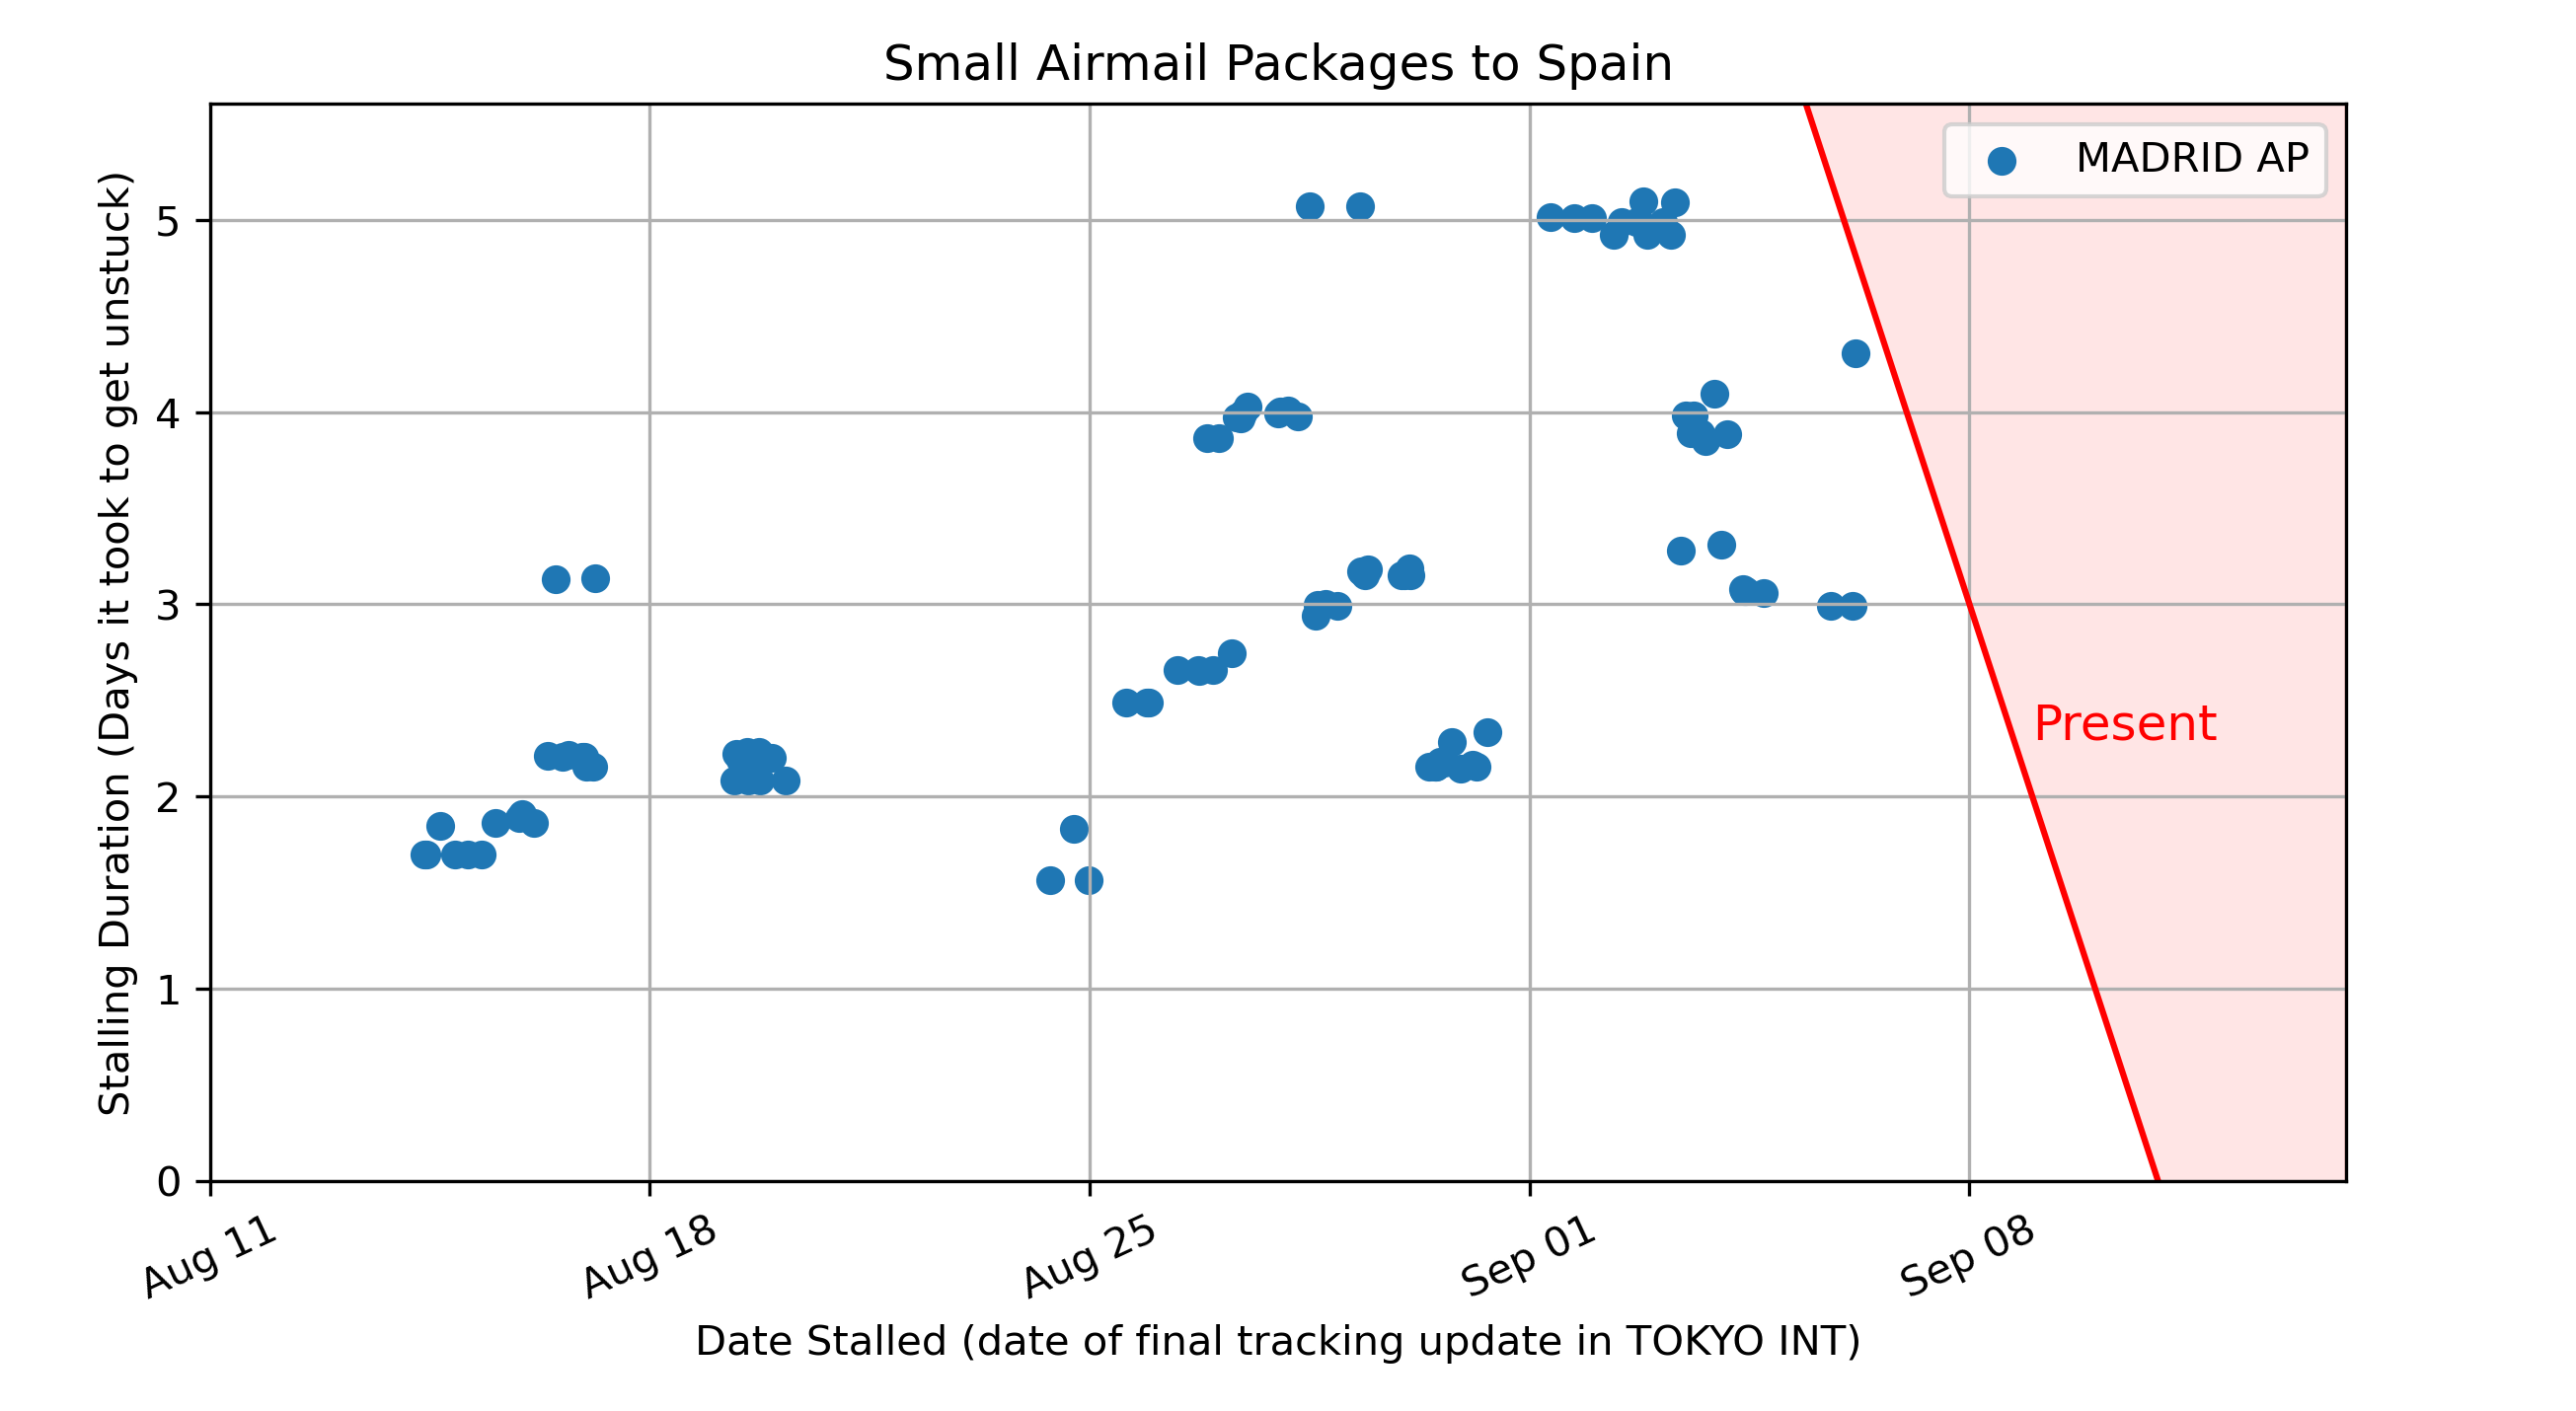 Small Airmail Packages to Spain
MADRID AP
Stalling Duration (Days it took to get unstuck)
5
4
3
2
1
0
Present
Aug 11
Aug 18
Aug 25
Sep 01
Sep 08
Date Stalled (date of final tracking update in TOKYO INT)